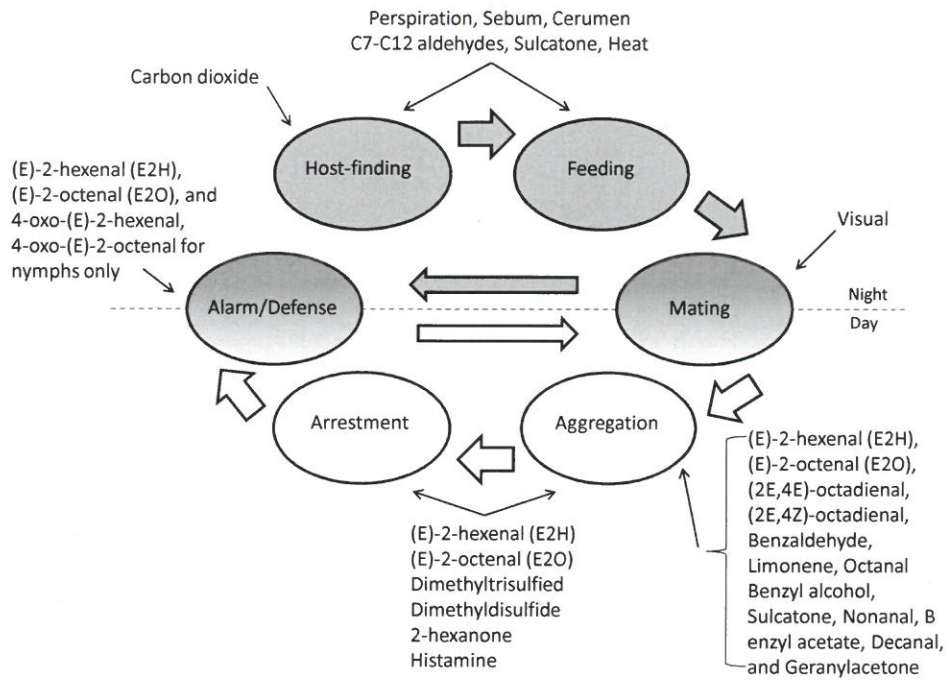 Perspiration, Sebum, Cerumen
C7-C12 aldehydes, Sulcatone, Heat
Carbon dioxide
Host-finding
Feeding
(E)-2-hexenal (E2H),
(E)-2-octenal (E2O), and
4-oxo-(E)-2-hexenal,
4-oxo-(E)-2-octenal for
nymphs only
Visual
Alarm/Defense
Mating
Night
Day
Arrestment
Aggregation
(E)-2-hexenal (E2H)
(E)-2-octenal (E2O)
Dimethyltrisulfied
Dimethyldisulfide
2-hexanone
Histamine
(E)-2-hexenal (E2H),
(E)-2-octenal (E2O),
(2E,4E)-octadienal,
(2E,4Z)-octadienal,
Benzaldehyde,
Limonene, Octanal
Benzyl alcohol,
Sulcatone, Nonanal, B
enzyl acetate, Decanal,
and Geranylacetone